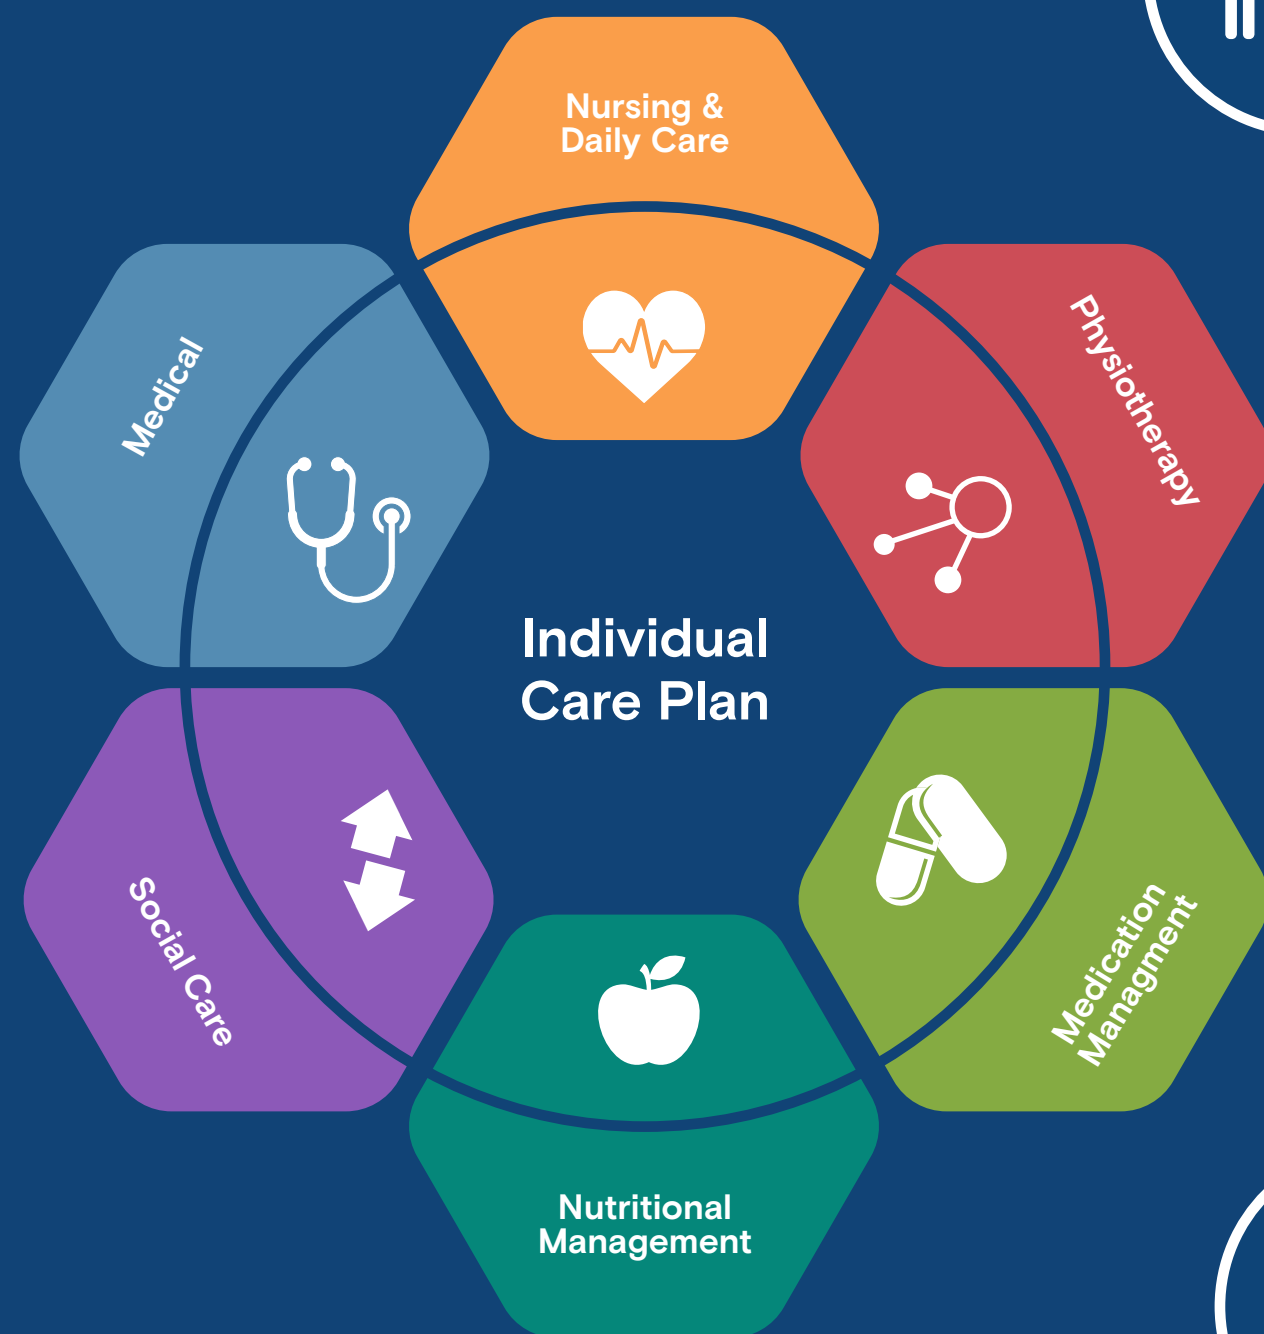 Nursing &
Daily Care
Physiotherapy
Medical
Individual
Care Plan
Medication
Managment
Social Care
Nutritional
Management